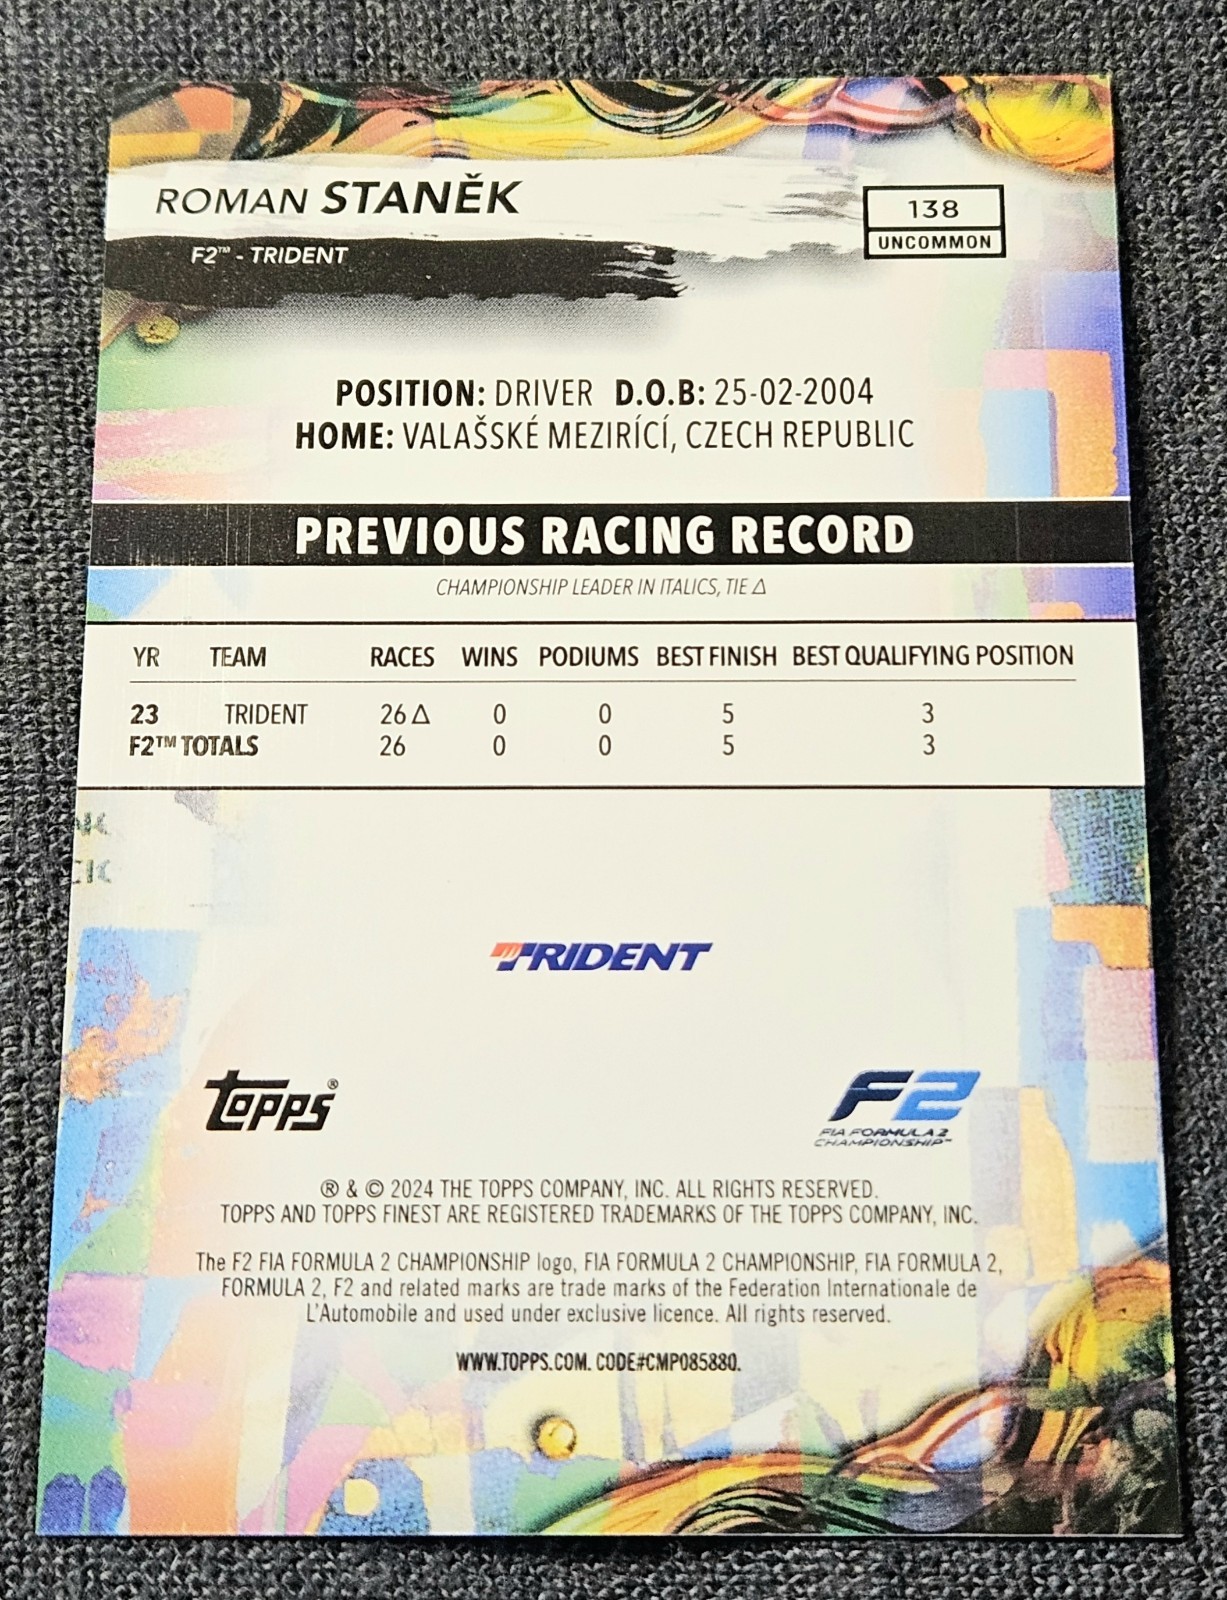 ROMAN STANĚK
138
UNCOMMON
F2™ - TRIDENT
POSITION: DRIVER D.O.B: 25-02-2004
HOME: VALAŠSKÉ MEZIRÍCÍ, CZECH REPUBLIC
PREVIOUS RACING RECORD
CHAMPIONSHIP LEADER IN ITALICS, TIE Δ
YR TEAM RACES WINS PODIUMS BEST FINISH BEST QUALIFYING POSITION
23 TRIDENT 26 Δ 0 0 5 3
F2™ TOTALS 26 0 0 5 3
TRIDENT
topps®
F2
FIA FORMULA 2
CHAMPIONSHIP™
® & © 2024 THE TOPPS COMPANY, INC. ALL RIGHTS RESERVED.
TOPPS AND TOPPS FINEST ARE REGISTERED TRADEMARKS OF THE TOPPS COMPANY, INC.
The F2 FIA FORMULA 2 CHAMPIONSHIP logo, FIA FORMULA 2 CHAMPIONSHIP, FIA FORMULA 2,
FORMULA 2, F2 and related marks are trade marks of the Federation Internationale de
L'Automobile and used under exclusive licence. All rights reserved.
WWW.TOPPS.COM. CODE#CMP085880.